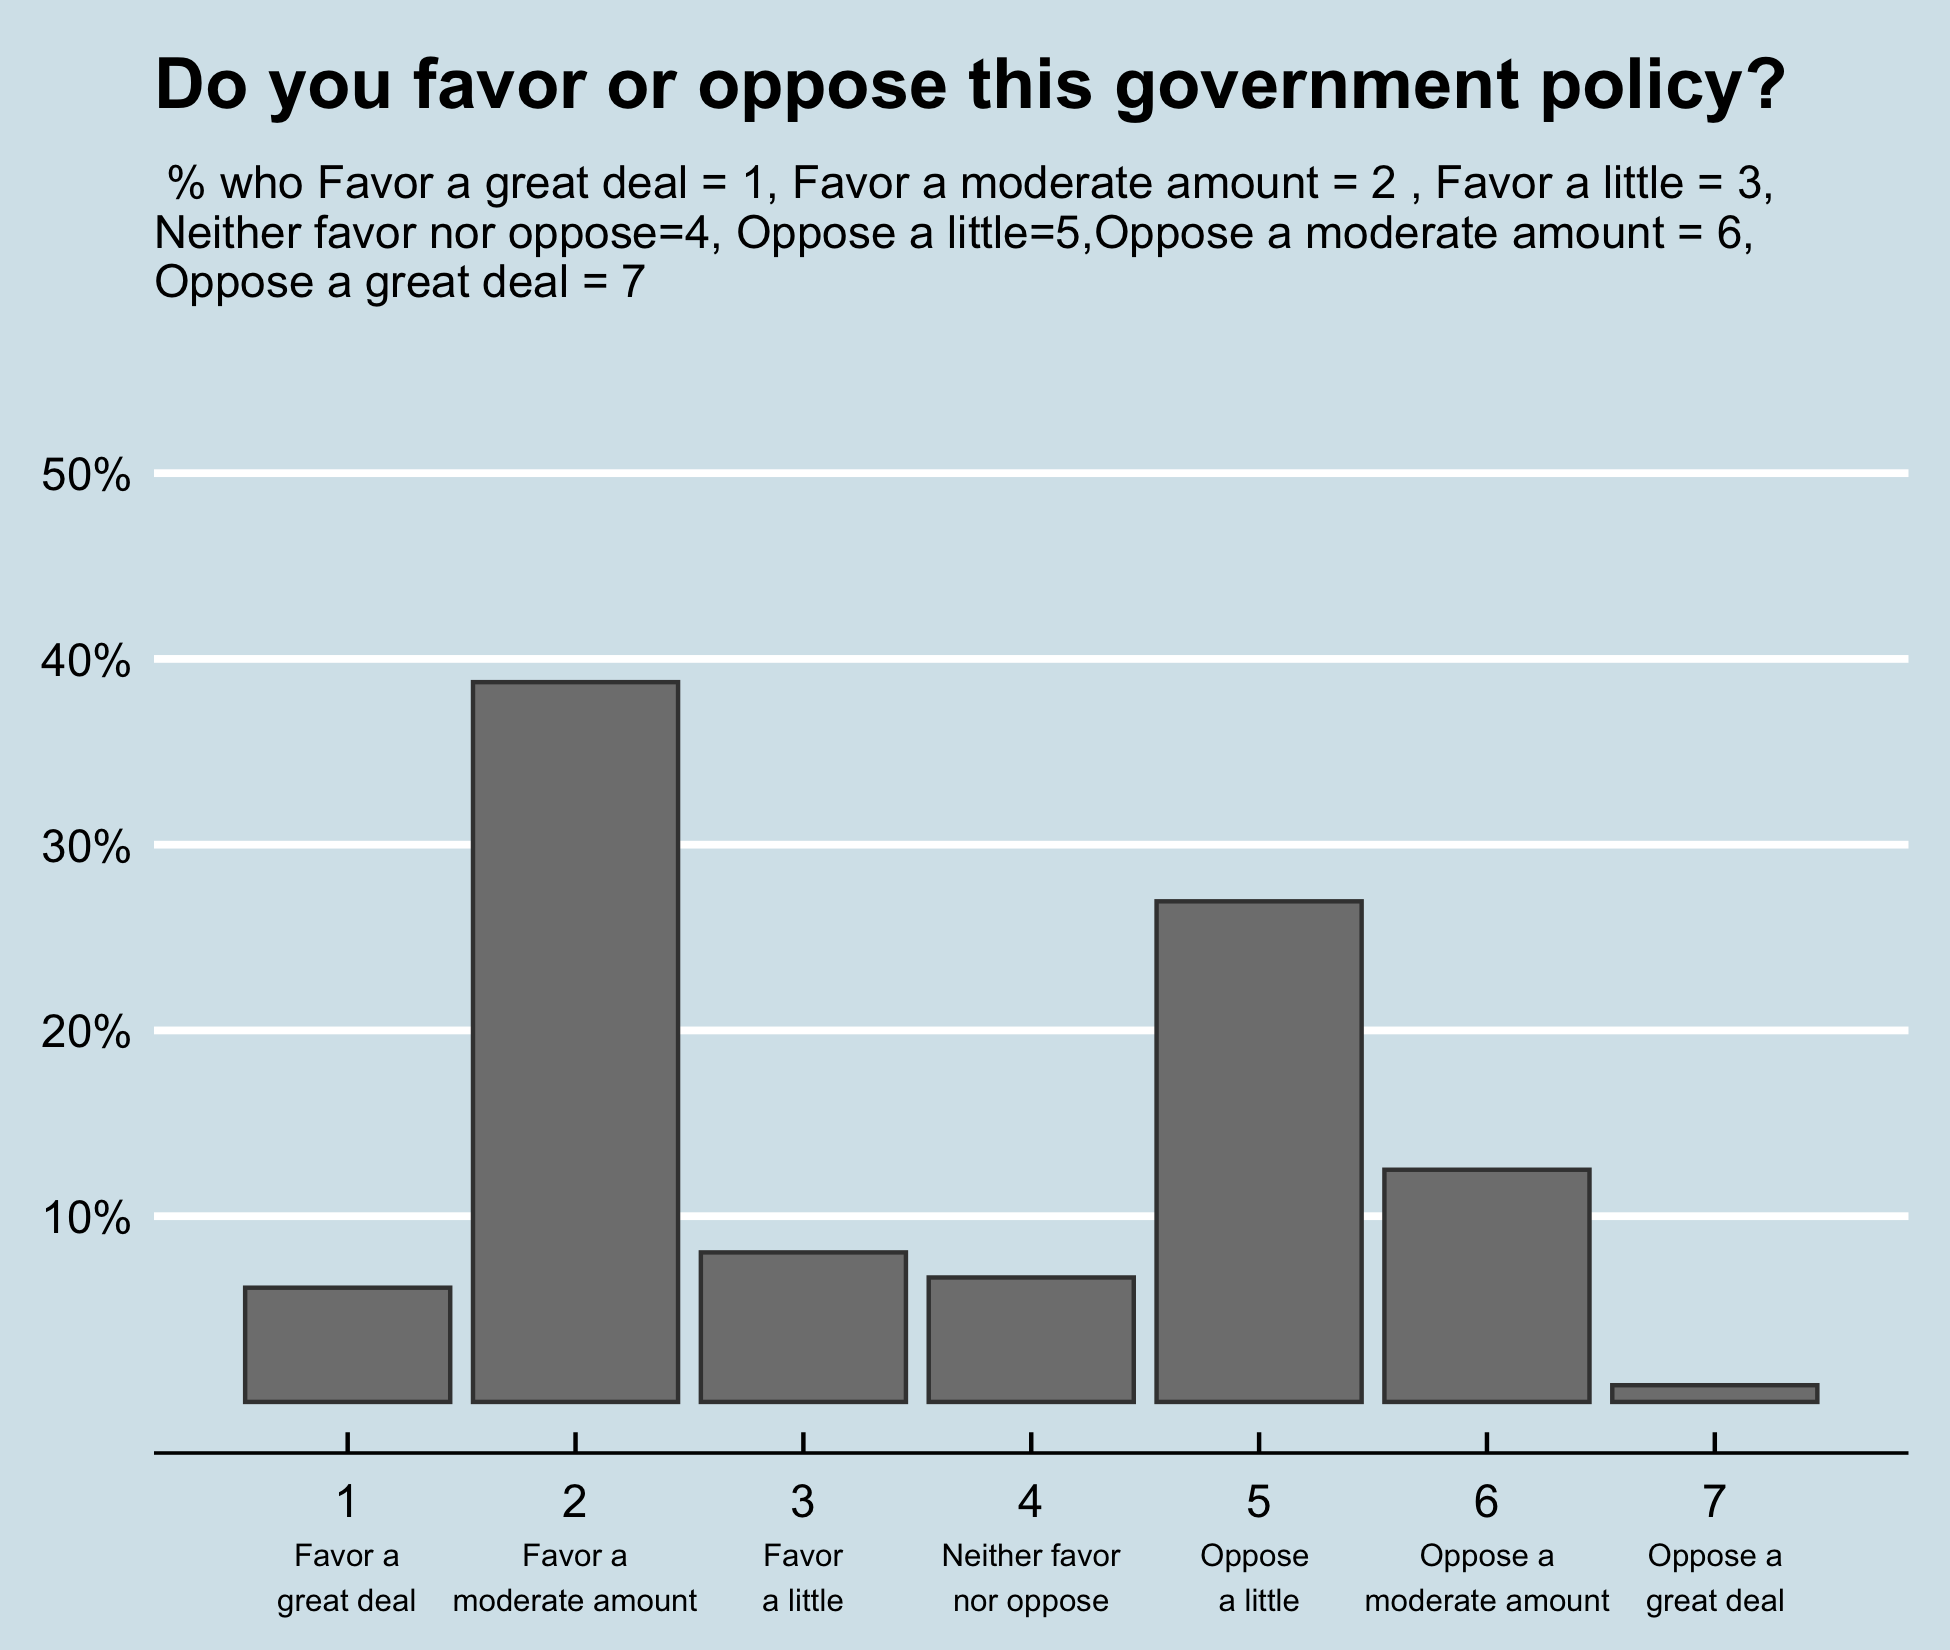 Do you favor or oppose this government policy?
% who Favor a great deal = 1, Favor a moderate amount = 2 , Favor a little = 3,
Neither favor nor oppose=4, Oppose a little=5,Oppose a moderate amount = 6,
Oppose a great deal = 7
50%
40%
30%
20%
10%
1 2 3 4 5 6 7
Favor a Favor a Favor Neither favor Oppose Oppose a Oppose a
great deal moderate amount a little nor oppose a little moderate amount great deal